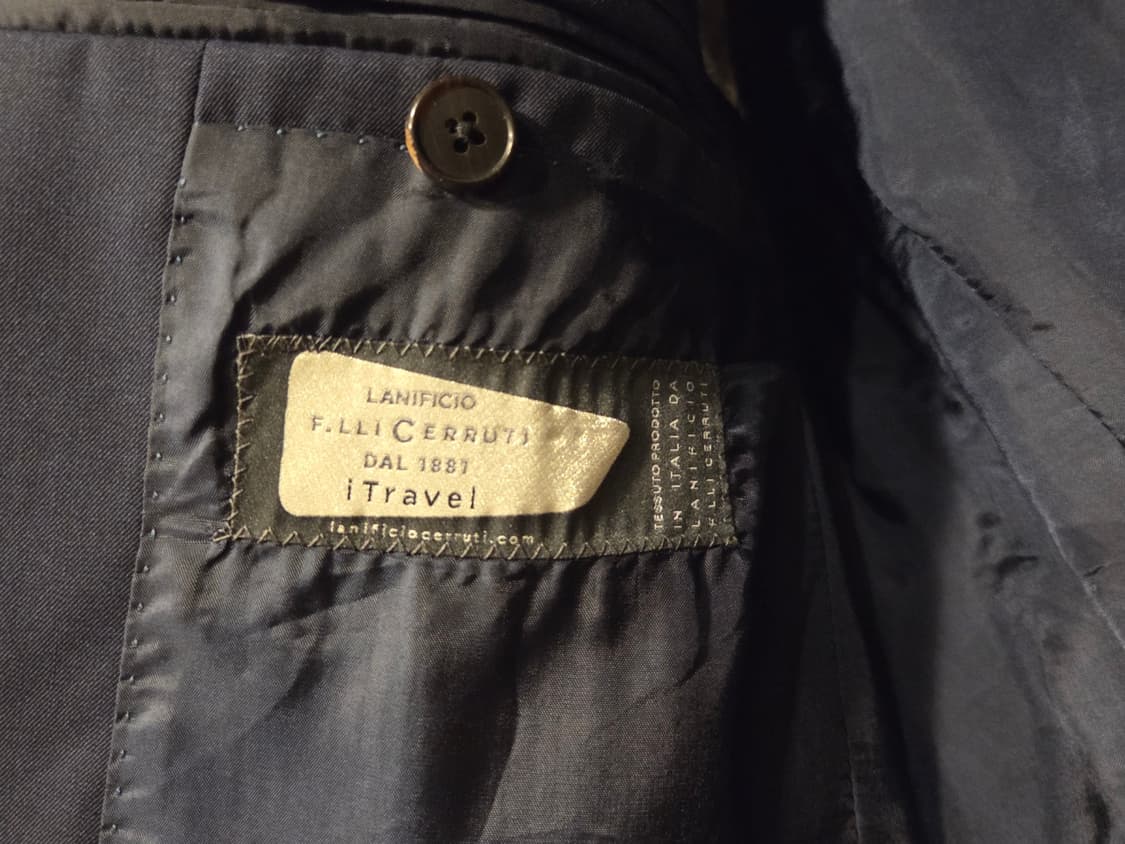 LANIFICIO
F.LLI CERRUTI
DAL 1881
iTravel
lanificiocerruti.com
TESSUTO PRODOTTO
IN ITALIA DA
LANIFICIO
F.LLI CERRUTI